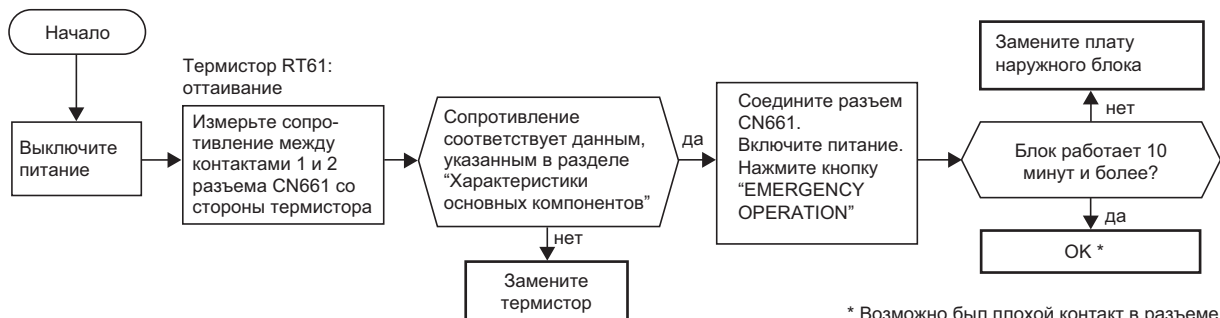 Начало
Выключите
питание
Термистор RT61:
оттаивание
Измерьте сопро-
тивление между
контактами 1 и 2
разъема CN661 со
стороны термистора
Сопротивление
соответствует данным,
указанным в разделе
“Характеристики
основных компонентов”
да
нет
Замените
термистор
Соедините разъем
CN661.
Включите питание.
Нажмите кнопку
“EMERGENCY
OPERATION”
Замените плату
наружного блока
нет
Блок работает 10
минут и более?
да
OK *
* Возможно был плохой контакт в разъеме